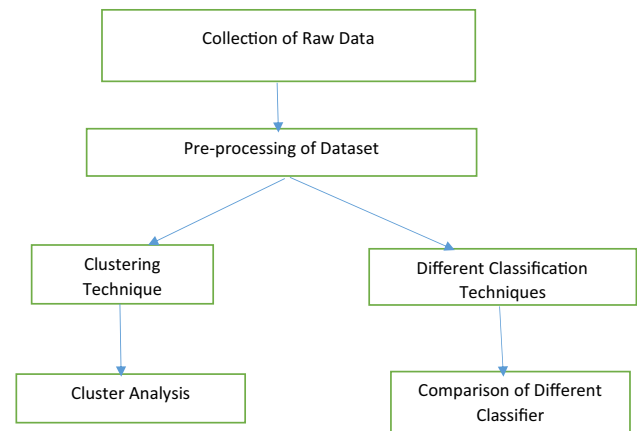 Collection of Raw Data
Pre-processing of Dataset
Clustering
Technique
Different Classification
Techniques
Cluster Analysis
Comparison of Different
Classifier